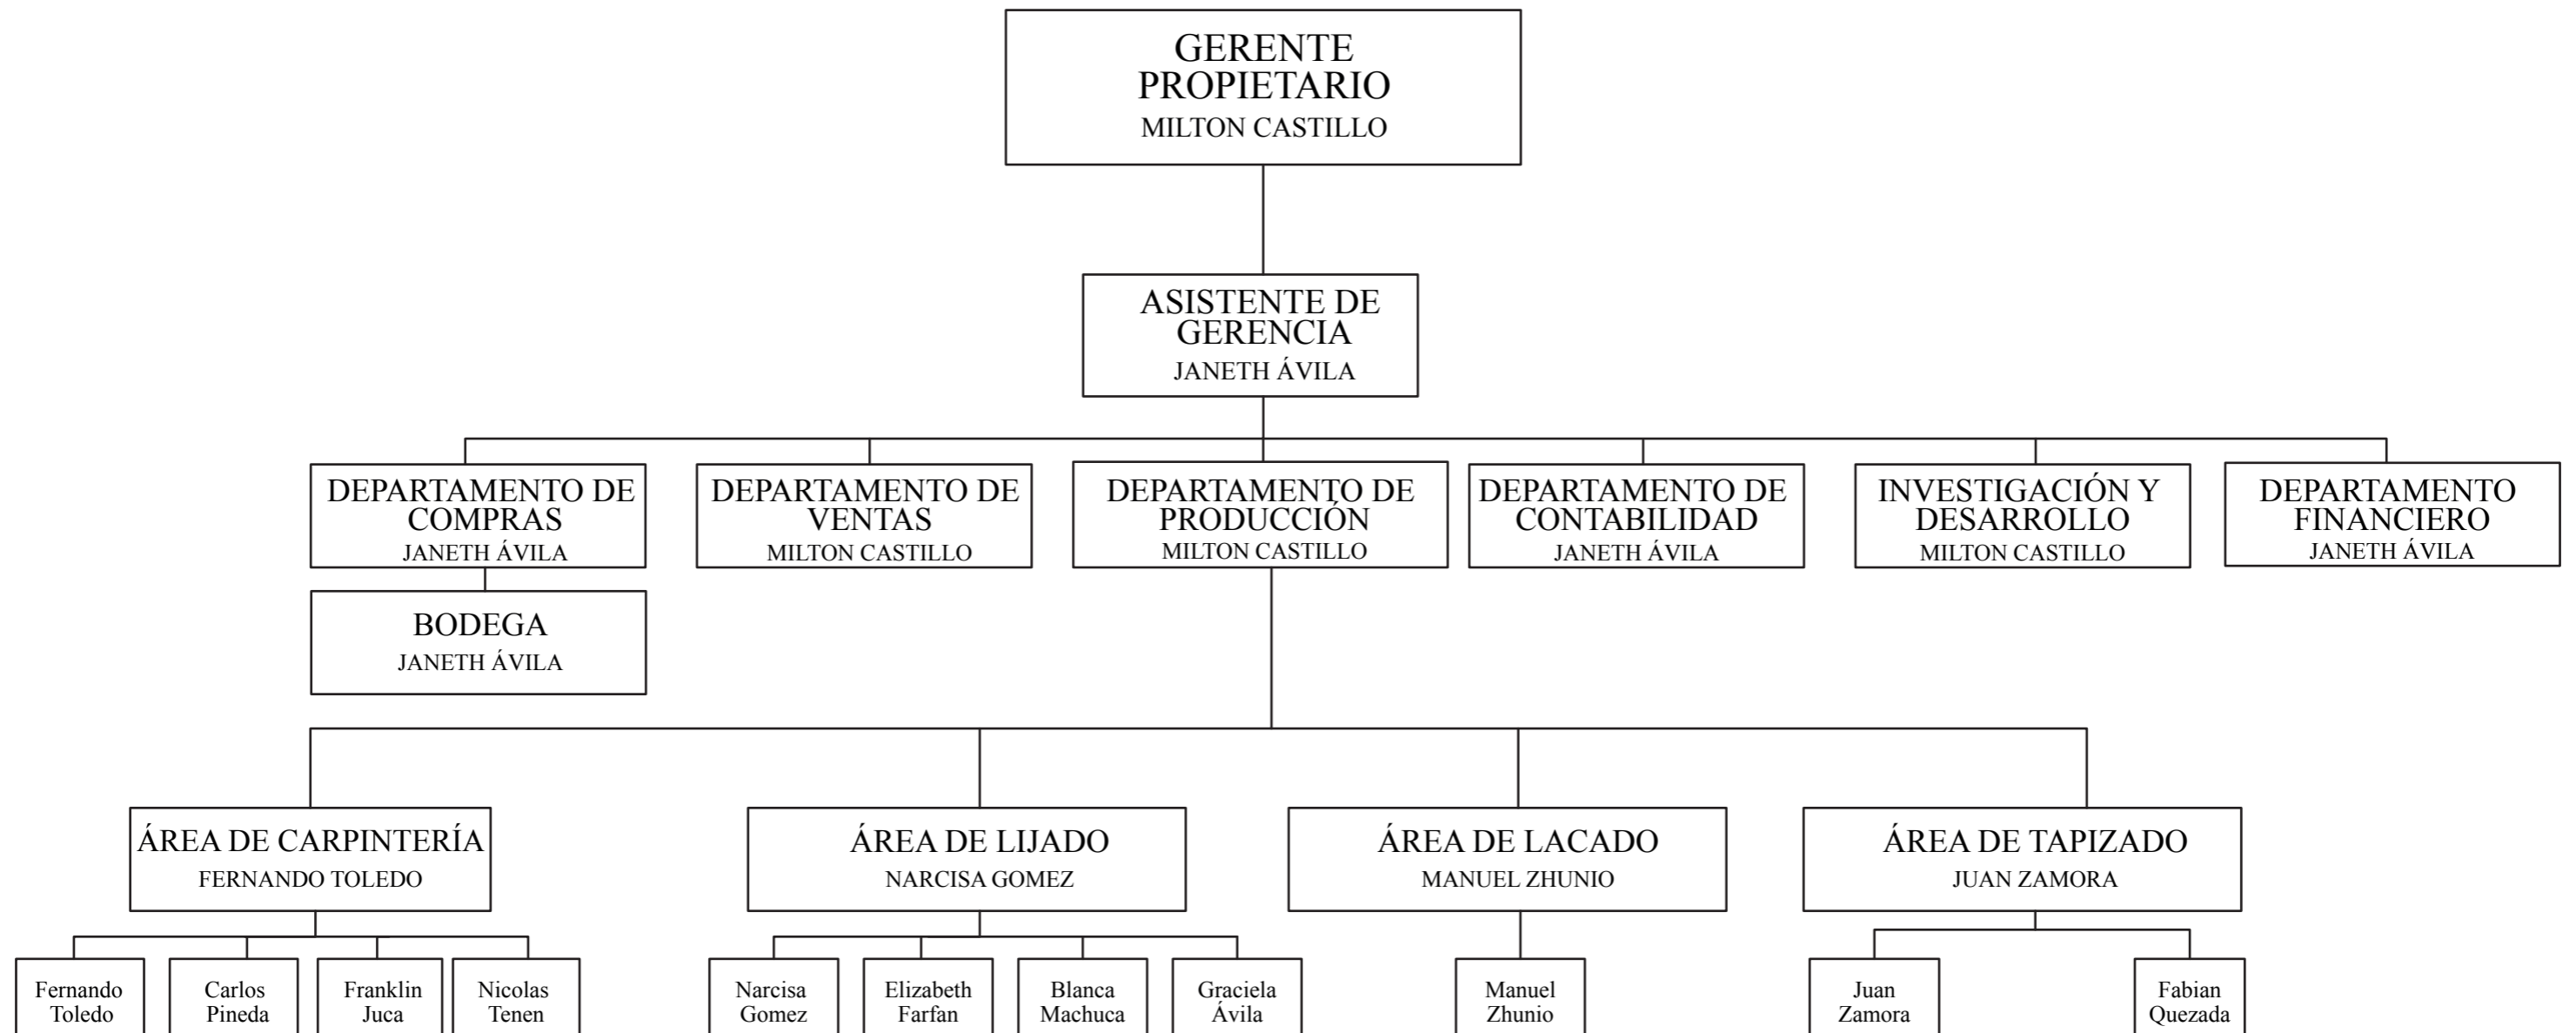 GERENTE
PROPIETARIO
MILTON CASTILLO
ASISTENTE DE
GERENCIA
JANETH ÁVILA
DEPARTAMENTO DE
COMPRAS
JANETH ÁVILA
DEPARTAMENTO DE
VENTAS
MILTON CASTILLO
DEPARTAMENTO DE
PRODUCCIÓN
MILTON CASTILLO
DEPARTAMENTO DE
CONTABILIDAD
JANETH ÁVILA
INVESTIGACIÓN Y
DESARROLLO
MILTON CASTILLO
DEPARTAMENTO
FINANCIERO
JANETH ÁVILA
BODEGA
JANETH ÁVILA
ÁREA DE CARPINTERÍA
FERNANDO TOLEDO
ÁREA DE LIJADO
NARCISA GOMEZ
ÁREA DE LACADO
MANUEL ZHUNIO
ÁREA DE TAPIZADO
JUAN ZAMORA
Fernando
Toledo
Carlos
Pineda
Franklin
Juca
Nicolas
Tenen
Narcisa
Gomez
Elizabeth
Farfan
Blanca
Machuca
Graciela
Ávila
Manuel
Zhunio
Juan
Zamora
Fabian
Quezada